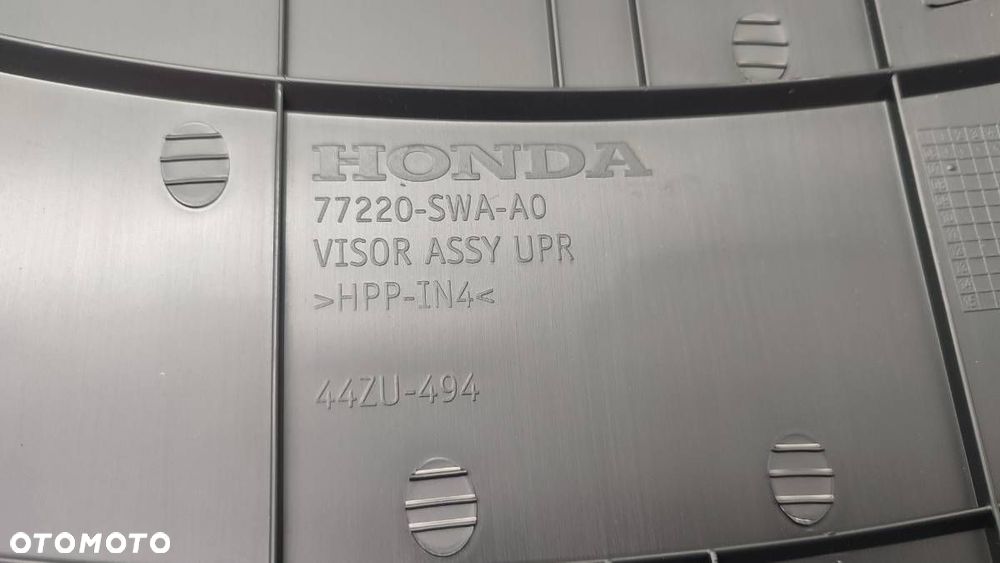 HONDA
77220-SWA-A0
VISOR ASSY UPR
>HPP-IN4<
44ZU-494
OTOMOTO